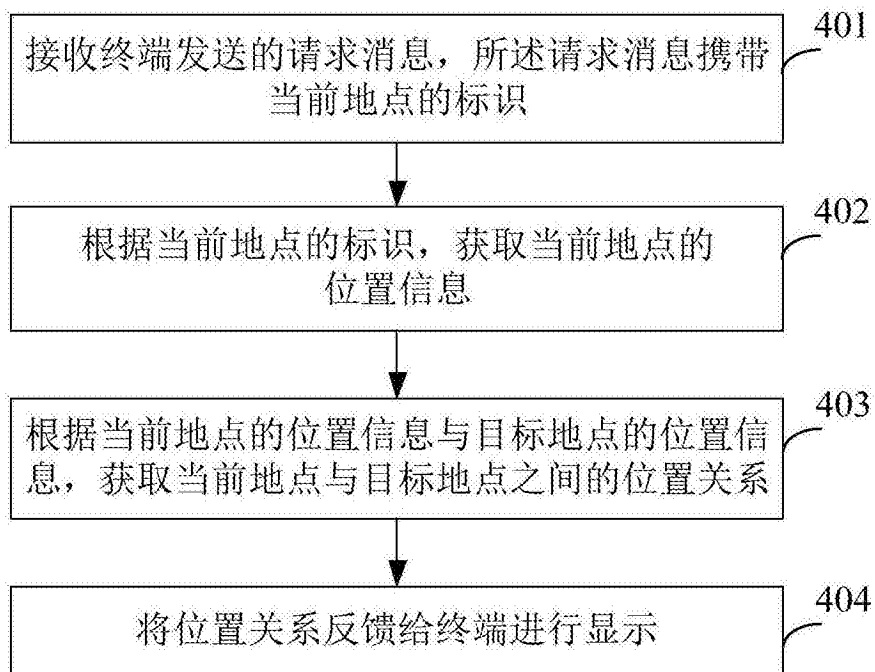 接收终端发送的请求消息，所述请求消息携带
当前地点的标识
401
根据当前地点的标识，获取当前地点的
位置信息
402
根据当前地点的位置信息与目标地点的位置信
息，获取当前地点与目标地点之间的位置关系
403
将位置关系反馈给终端进行显示
404